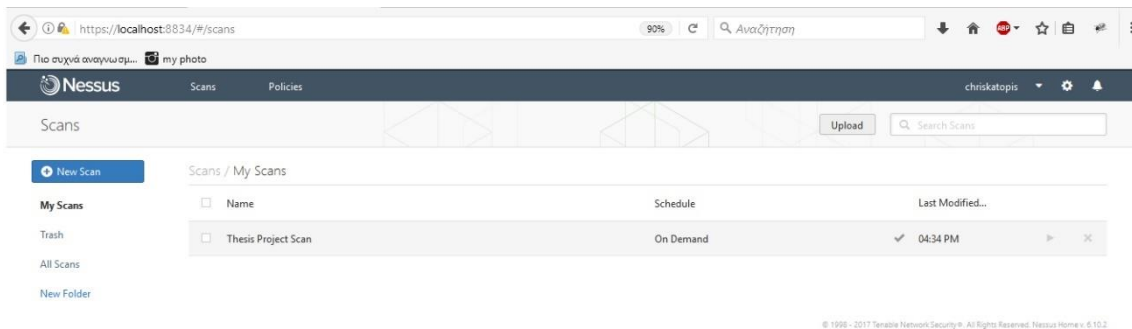 https://localhost:8834/#/scans 90% Αναζήτηση ABP
Πιο συχνά αναγνωσμ... my photo
Nessus Scans Policies chriskatopis
Scans Upload Search Scans
New Scan Scans / My Scans
My Scans Name Schedule Last Modified...
Trash Thesis Project Scan On Demand 04:34 PM
All Scans
New Folder
© 1998 - 2017 Tenable Network Security®. All Rights Reserved. Nessus Home v. 6.10.2